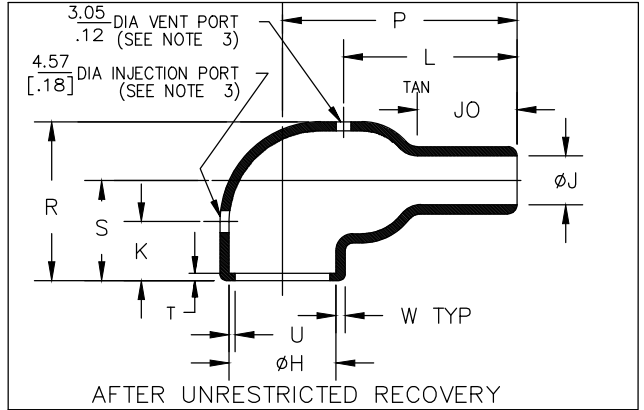 3.05
.12 DIA VENT PORT
(SEE NOTE 3)
4.57
[.18] DIA INJECTION PORT
(SEE NOTE 3)
P
L
TAN
JO
R
S
K
T
ØJ
W TYP
U
ØH
AFTER UNRESTRICTED RECOVERY